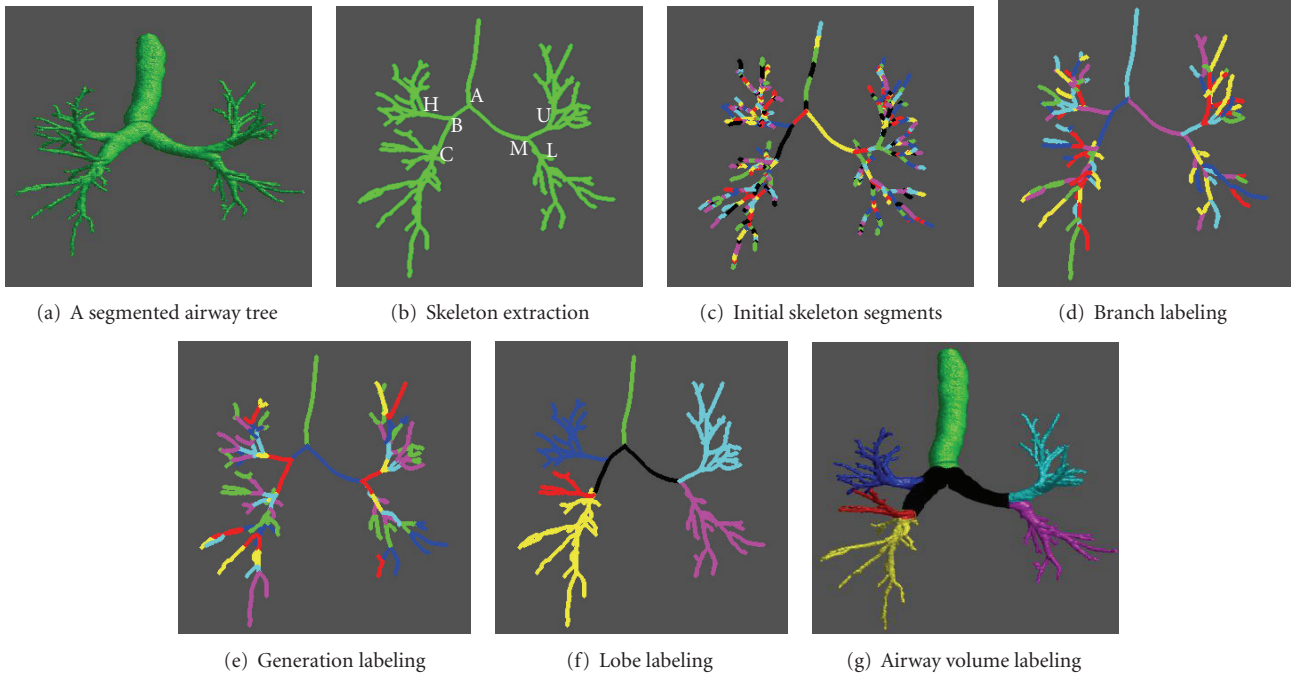 H
A
U
B
C
M
L
(a) A segmented airway tree
(b) Skeleton extraction
(c) Initial skeleton segments
(d) Branch labeling
(e) Generation labeling
(f) Lobe labeling
(g) Airway volume labeling